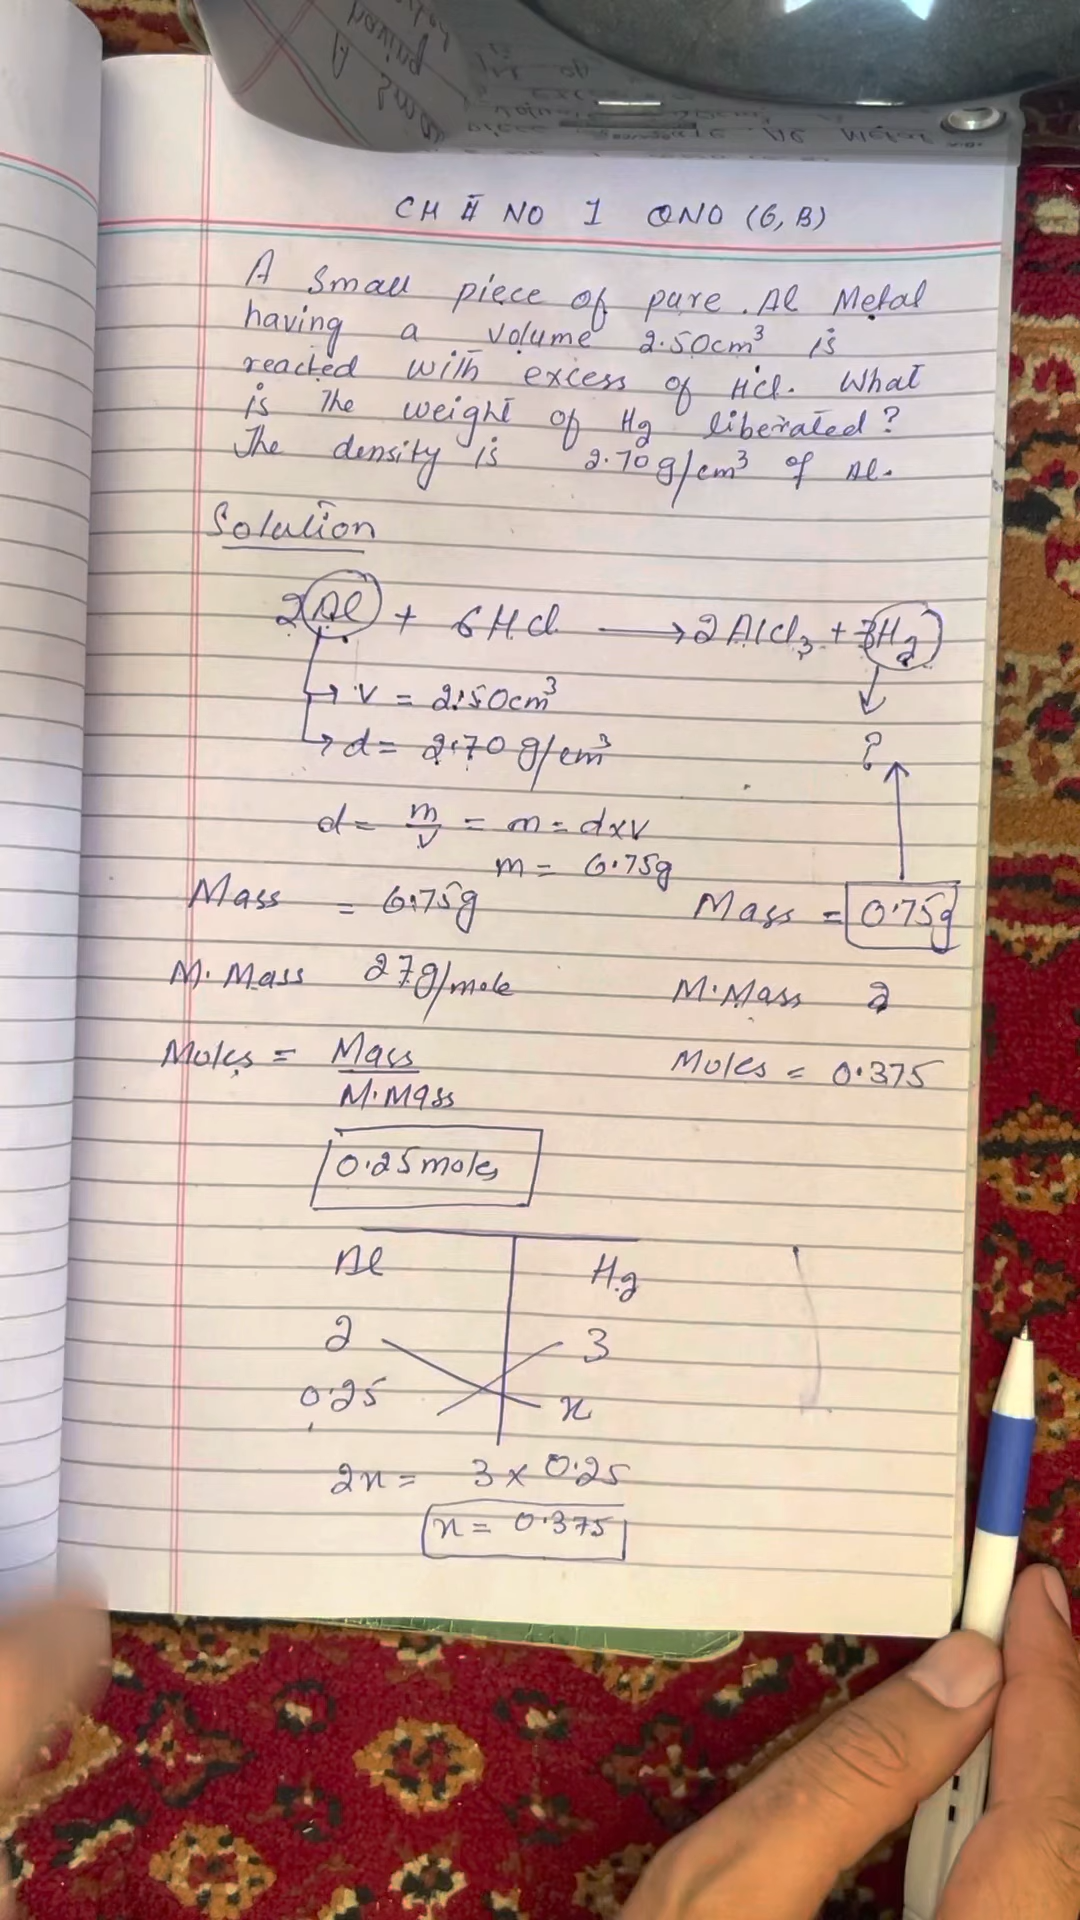 CH # NO 1 QNO (6, B)
A small piece of pure Al Metal
having a volume 2.50cm³ is
reacted with excess of HCl. What
is The weight of H2 liberated?
The density is 2.70g/cm³ of Al.
Solution
2Al + 6HCl → 2AlCl3 + 3H2
→ V = 2.50cm³
→ d = 2.70 g/cm³
?
d = m/v = m = d×v
m = 6.75g
Mass = 6.75g Mass = 0.75g
M. Mass 27g/mole M. Mass 2
Moles = Mass/M. Mass Moles = 0.375
0.25 moles
Al H2
2 3
0.25 x
2x = 3 × 0.25
x = 0.375